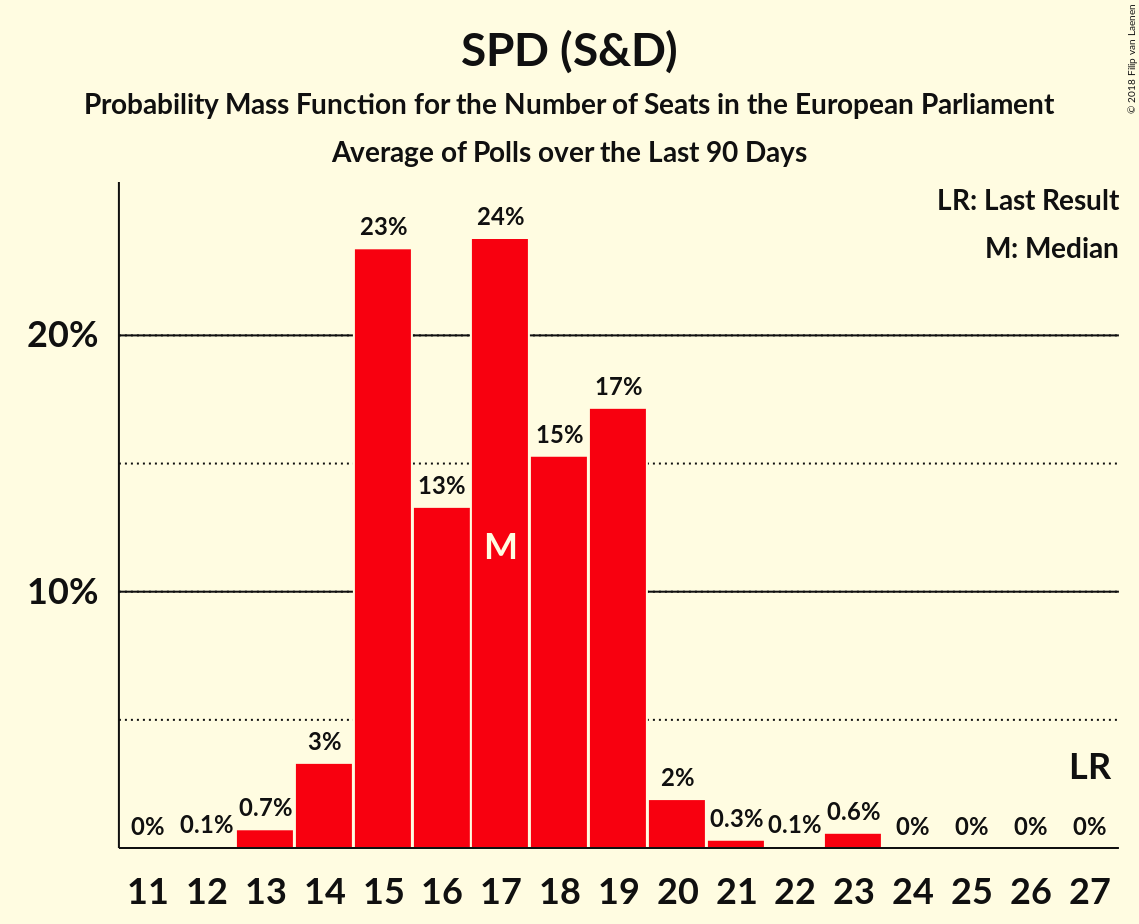 SPD (S&D)
Probability Mass Function for the Number of Seats in the European Parliament
Average of Polls over the Last 90 Days
© 2018 Filip van Laenen
LR: Last Result
M: Median
20%
10%
0% 0.1% 0.7% 3% 23% 13% 24% 15% 17% 2% 0.3% 0.1% 0.6% 0% 0% 0% 0%
M
LR
11 12 13 14 15 16 17 18 19 20 21 22 23 24 25 26 27